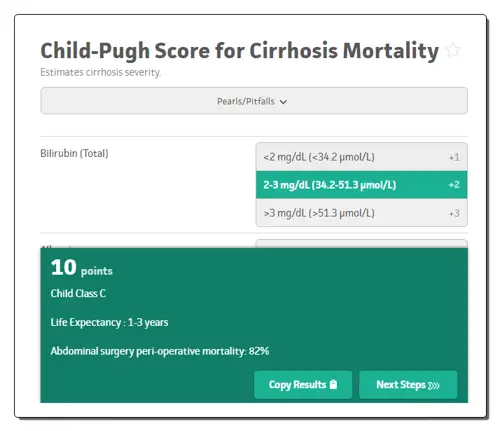 Child-Pugh Score for Cirrhosis Mortality
Estimates cirrhosis severity.
Pearls/Pitfalls
Bilirubin (Total)
<2 mg/dL (<34.2 µmol/L) +1
2-3 mg/dL (34.2-51.3 µmol/L) +2
>3 mg/dL (>51.3 µmol/L) +3
10 points
Child Class C
Life Expectancy : 1-3 years
Abdominal surgery peri-operative mortality: 82%
Copy Results
Next Steps